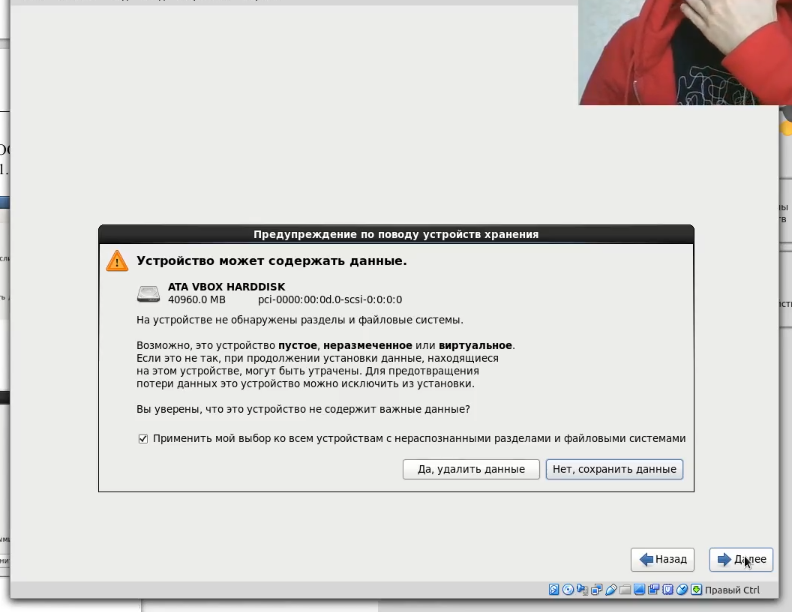 Предупреждение по поводу устройств хранения
Устройство может содержать данные.
ATA VBOX HARDDISK
40960.0 MB pci-0000:00:0d.0-scsi-0:0:0:0
На устройстве не обнаружены разделы и файловые системы.
Возможно, это устройство пустое, неразмеченное или виртуальное.
Если это не так, при продолжении установки данные, находящиеся
на этом устройстве, могут быть утрачены. Для предотвращения
потери данных это устройство можно исключить из установки.
Вы уверены, что это устройство не содержит важные данные?
Применить мой выбор ко всем устройствам с нераспознанными разделами и файловыми системами
Да, удалить данные
Нет, сохранить данные
Назад
Далее
Правый Ctrl